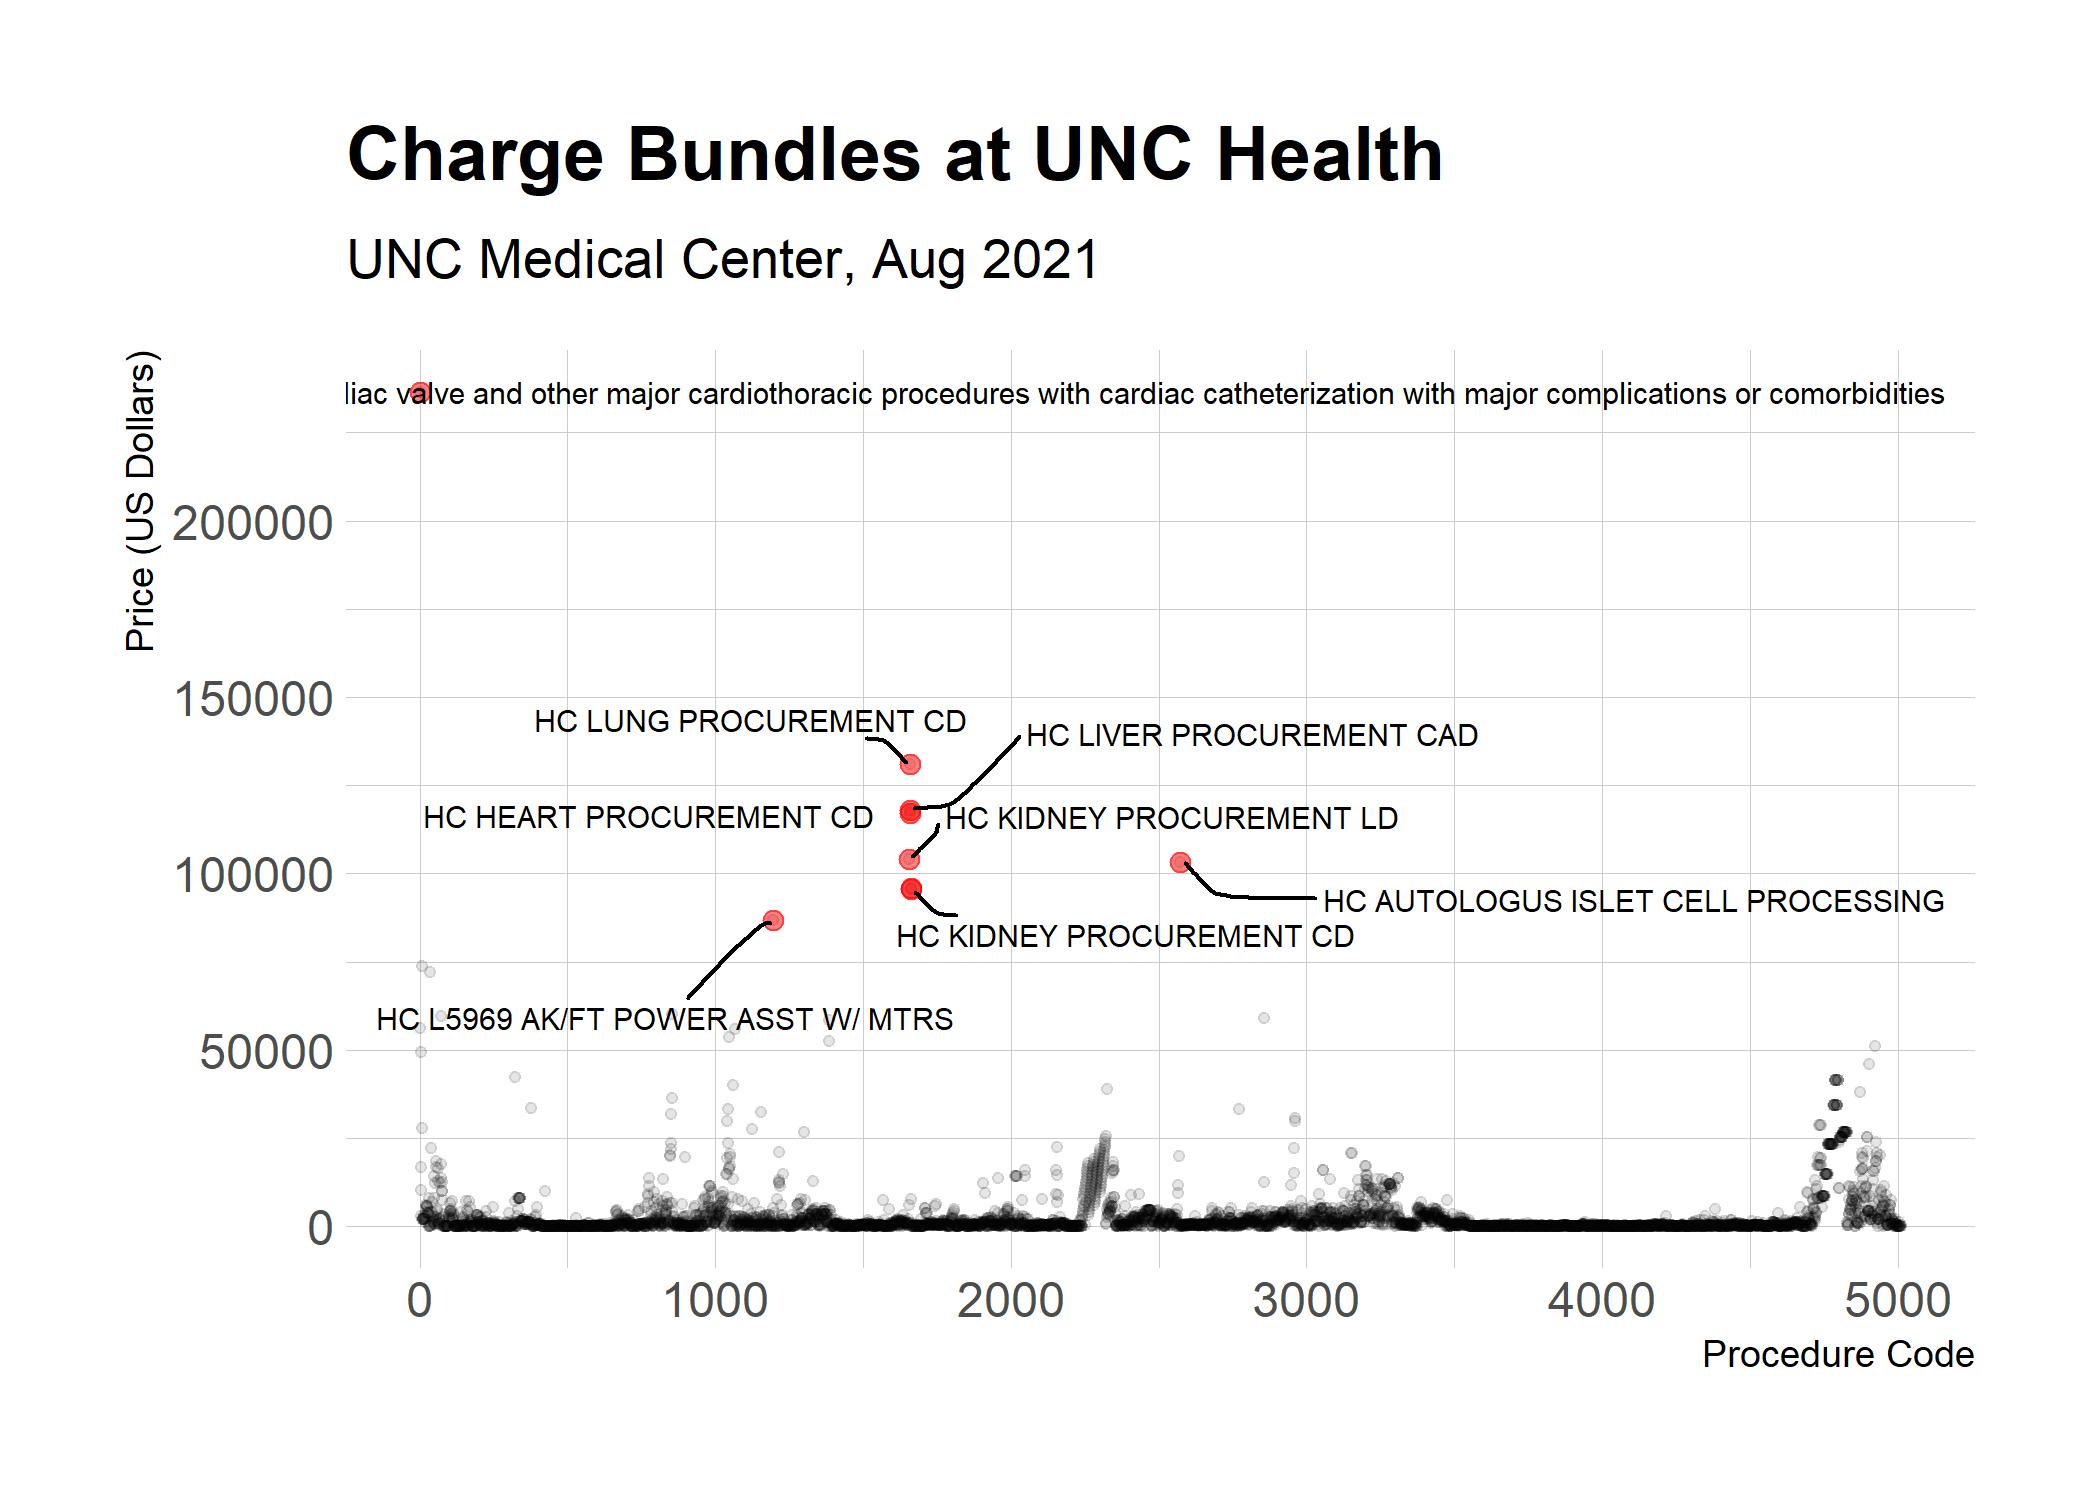 Charge Bundles at UNC Health
UNC Medical Center, Aug 2021
Price (US Dollars)
valve and other major cardiothoracic procedures with cardiac catheterization with major complications or comorbidities
200000
150000
HC LUNG PROCUREMENT CD
HC LIVER PROCUREMENT CAD
HC HEART PROCUREMENT CD
HC KIDNEY PROCUREMENT LD
100000
HC AUTOLOGUS ISLET CELL PROCESSING
HC KIDNEY PROCUREMENT CD
HC L5969 AK/FT POWER ASST W/ MTRS
50000
0
0 1000 2000 3000 4000 5000
Procedure Code